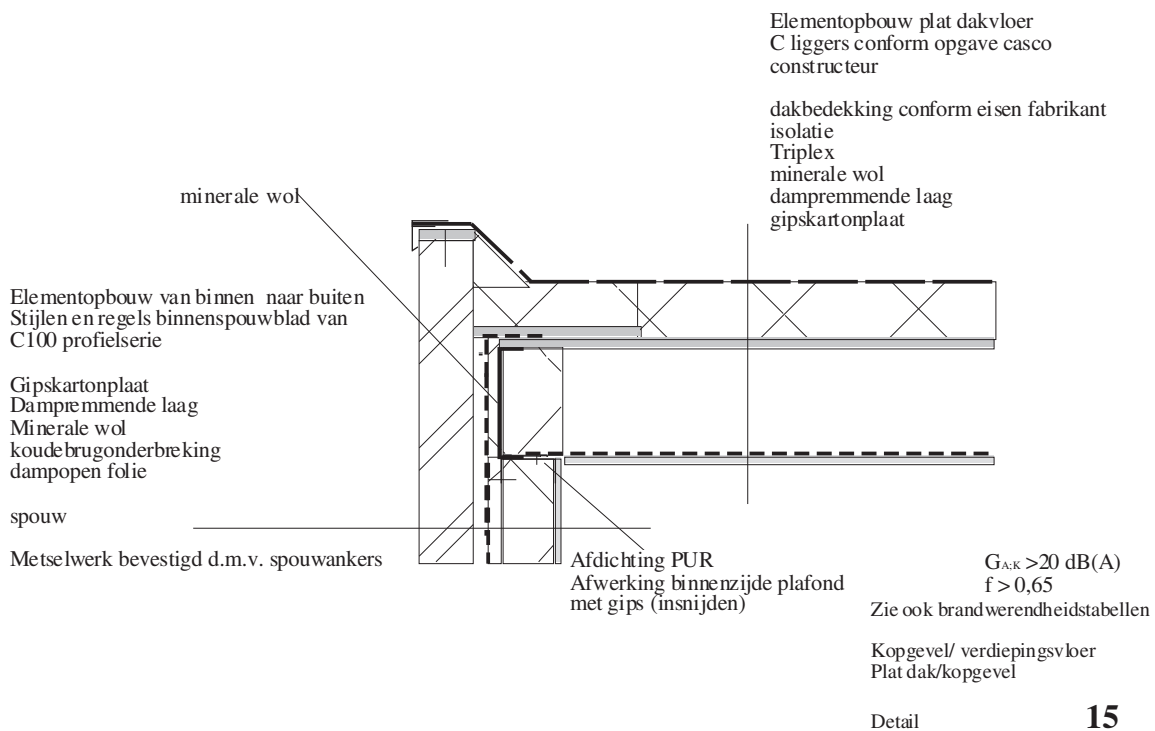 Elementopbouw plat dakvloer
C liggers conform opgave casco
constructeur
dakbedekking conform eisen fabrikant
isolatie
Triplex
minerale wol
dampremmende laag
gipskartonplaat
minerale wol
Elementopbouw van binnen naar buiten
Stijlen en regels binnenspouwblad van
C100 profielserie
Gipskartonplaat
Dampremmende laag
Minerale wol
koudebrugonderbreking
dampopen folie
spouw
Metselwerk bevestigd d.m.v. spouwankers
Afdichting PUR
Afwerking binnenzijde plafond
met gips (insnijden)
GA;K >20 dB(A)
f > 0,65
Zie ook brandwerendheidstabellen
Kopgevel/ verdiepingsvloer
Plat dak/kopgevel
Detail 15